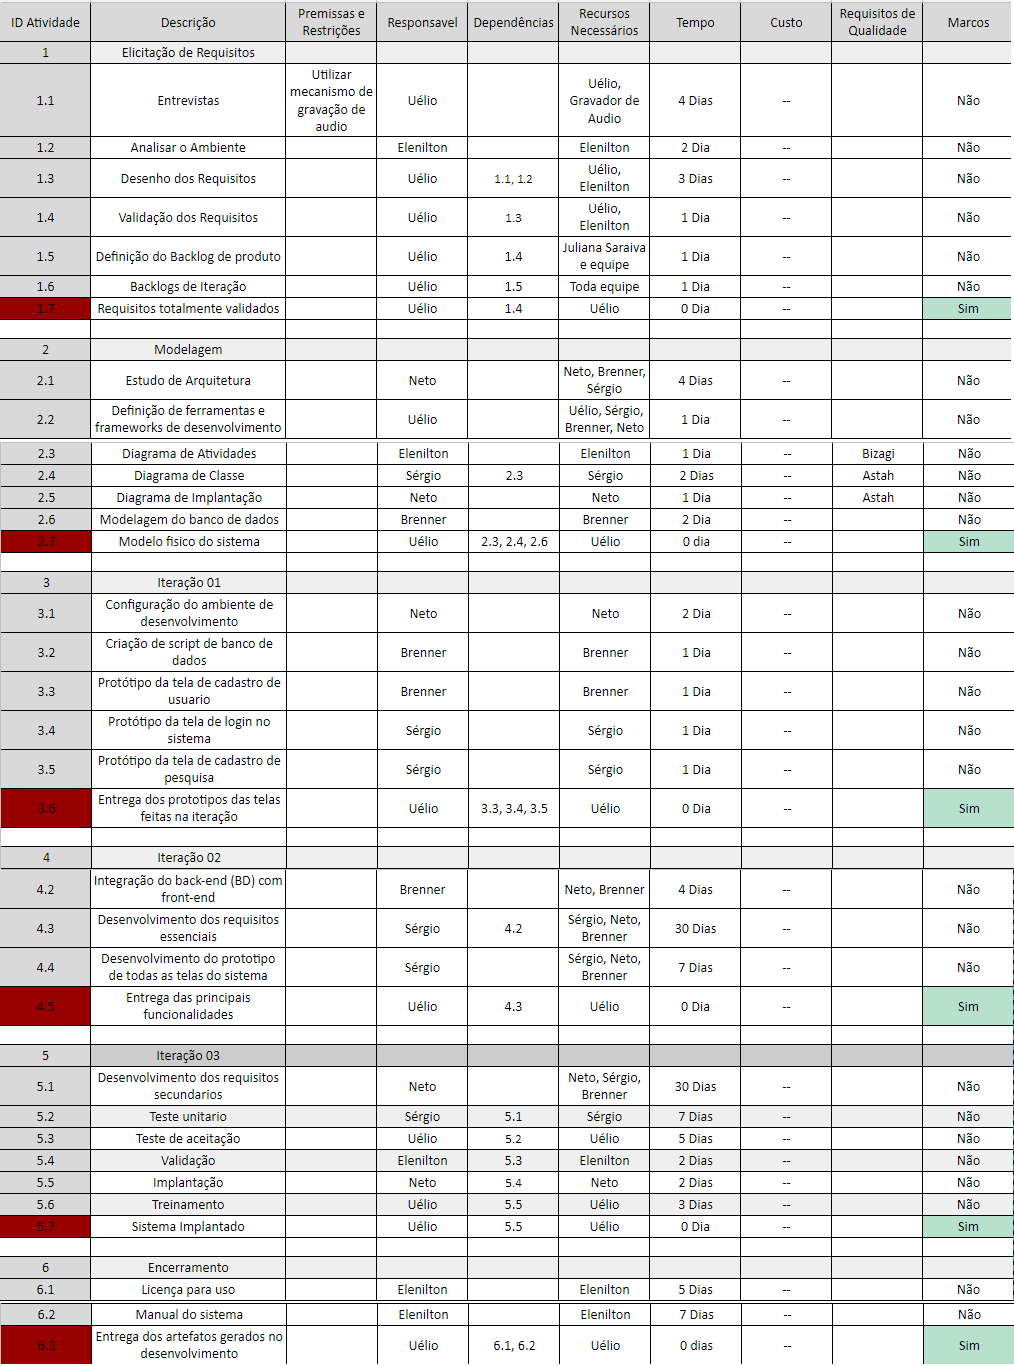 ID Atividade Descrição Premissas e Restrições Responsavel Dependências Recursos Necessários Tempo Custo Requisitos de Qualidade Marcos
1 Elicitação de Requisitos
1.1 Entrevistas Utilizar mecanismo de gravação de audio Uélio Uélio, Gravador de Audio 4 Dias -- Não
1.2 Analisar o Ambiente Elenilton Elenilton 2 Dia -- Não
1.3 Desenho dos Requisitos Uélio 1.1, 1.2 Uélio, Elenilton 3 Dias -- Não
1.4 Validação dos Requisitos Uélio 1.3 Uélio, Elenilton 1 Dia -- Não
1.5 Definição do Backlog de produto Uélio 1.4 Juliana Saraiva e equipe 1 Dia -- Não
1.6 Backlogs de Iteração Uélio 1.5 Toda equipe 1 Dia -- Não
1.7 Requisitos totalmente validados Uélio 1.4 Uélio 0 Dia -- Sim
2 Modelagem
2.1 Estudo de Arquitetura Neto Neto, Brenner, Sérgio 4 Dias -- Não
2.2 Definição de ferramentas e frameworks de desenvolvimento Uélio Uélio, Sérgio, Brenner, Neto 1 Dia -- Não
2.3 Diagrama de Atividades Elenilton Elenilton 1 Dia -- Bizagi Não
2.4 Diagrama de Classe Sérgio 2.3 Sérgio 2 Dias -- Astah Não
2.5 Diagrama de Implantação Neto Neto 1 Dia -- Astah Não
2.6 Modelagem do banco de dados Brenner Brenner 2 Dia -- Não
2.7 Modelo fisico do sistema Uélio 2.3, 2.4, 2.6 Uélio 0 dia -- Sim
3 Iteração 01
3.1 Configuração do ambiente de desenvolvimento Neto Neto 2 Dia -- Não
3.2 Criação de script de banco de dados Brenner Brenner 1 Dia -- Não
3.3 Protótipo da tela de cadastro de usuario Brenner Brenner 1 Dia -- Não
3.4 Protótipo da tela de login no sistema Sérgio Sérgio 1 Dia -- Não
3.5 Protótipo da tela de cadastro de pesquisa Sérgio Sérgio 1 Dia -- Não
3.6 Entrega dos prototipos das telas feitas na iteração Uélio 3.3, 3.4, 3.5 Uélio 0 Dia -- Sim
4 Iteração 02
4.2 Integração do back-end (BD) com front-end Brenner Neto, Brenner 4 Dias -- Não
4.3 Desenvolvimento dos requisitos essenciais Sérgio 4.2 Sérgio, Neto, Brenner 30 Dias -- Não
4.4 Desenvolvimento do prototipo de todas as telas do sistema Sérgio Sérgio, Neto, Brenner 7 Dias -- Não
4.5 Entrega das principais funcionalidades Uélio 4.3 Uélio 0 Dia -- Sim
5 Iteração 03
5.1 Desenvolvimento dos requisitos secundarios Neto Neto, Sérgio, Brenner 30 Dias -- Não
5.2 Teste unitario Sérgio 5.1 Sérgio 7 Dias -- Não
5.3 Teste de aceitação Uélio 5.2 Uélio 5 Dias -- Não
5.4 Validação Elenilton 5.3 Elenilton 2 Dias -- Não
5.5 Implantação Neto 5.4 Neto 2 Dias -- Não
5.6 Treinamento Uélio 5.5 Uélio 3 Dias -- Não
5.7 Sistema Implantado Uélio 5.5 Uélio 0 Dia -- Sim
6 Encerramento
6.1 Licença para uso Elenilton Elenilton 5 Dias -- Não
6.2 Manual do sistema Elenilton Elenilton 7 Dias -- Não
6.3 Entrega dos artefatos gerados no desenvolvimento Uélio 6.1, 6.2 Uélio 0 dias -- Sim